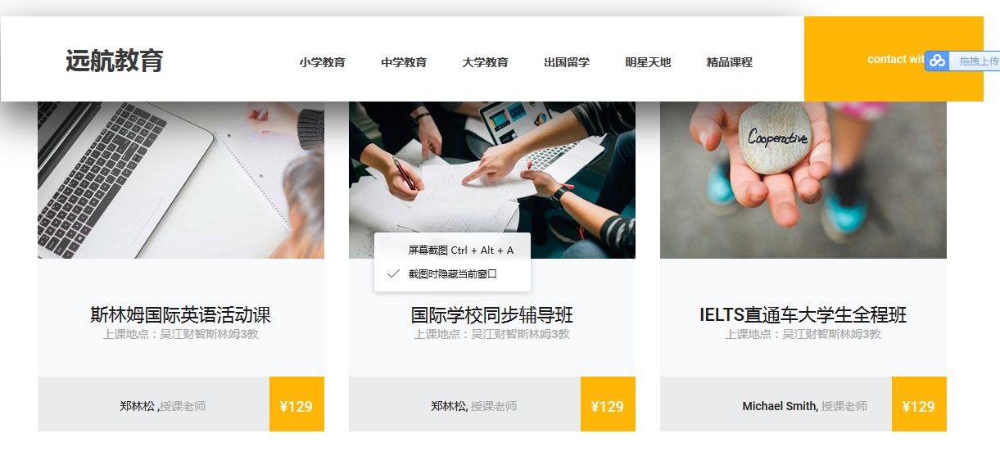 远航教育
小学教育 中学教育 大学教育 出国留学 明星天地 精品课程
contact wit
拖拽上传
Cooperative
屏幕截图 Ctrl + Alt + A
截图时隐藏当前窗口
斯林姆国际英语活动课
上课地点：吴江财智斯林姆3教
郑林松 ,授课老师
¥129
国际学校同步辅导班
上课地点：吴江财智斯林姆3教
郑林松, 授课老师
¥129
IELTS直通车大学生全程班
上课地点：吴江财智斯林姆3教
Michael Smith, 授课老师
¥129